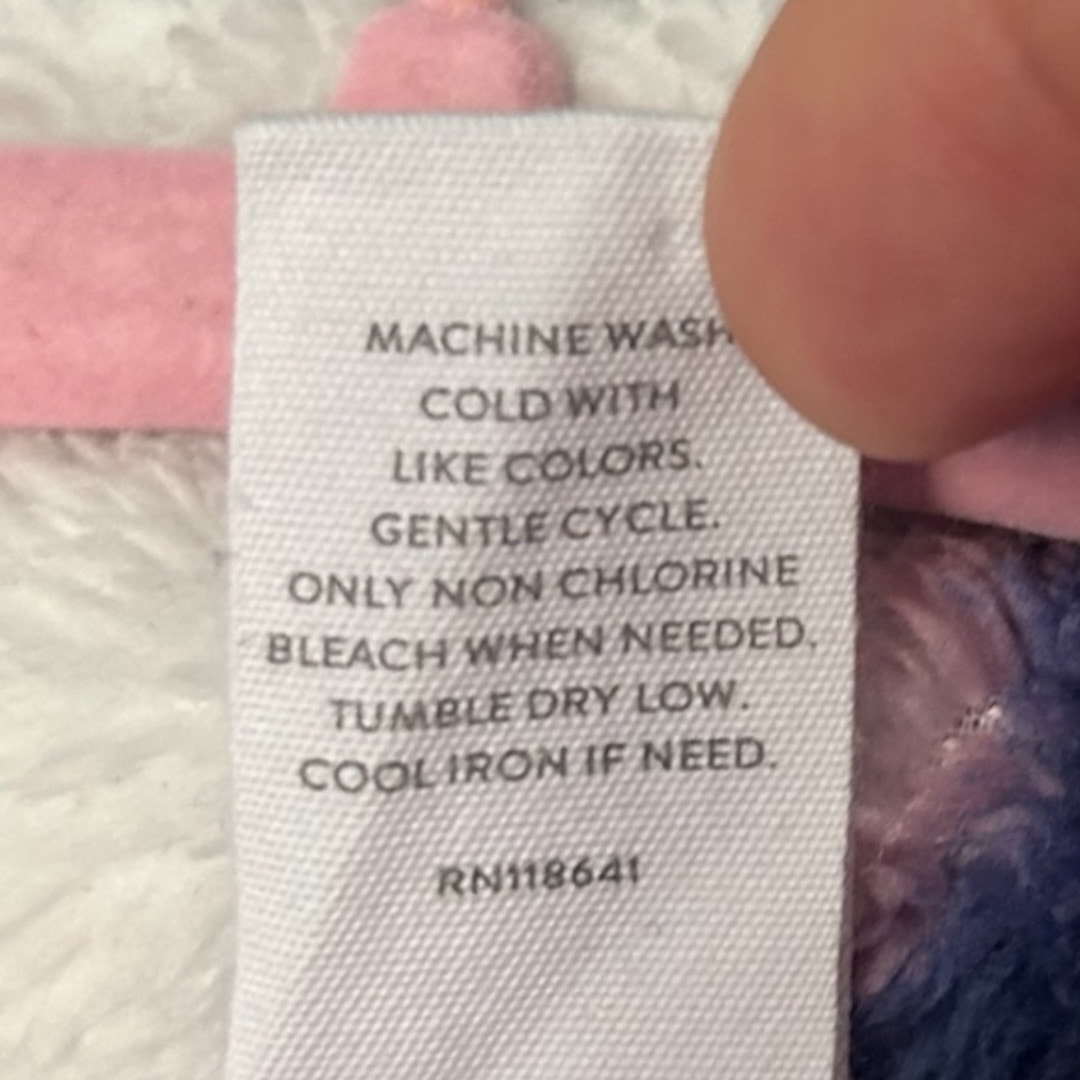 MACHINE WASH
COLD WITH
LIKE COLORS.
GENTLE CYCLE.
ONLY NON CHLORINE
BLEACH WHEN NEEDED.
TUMBLE DRY LOW.
COOL IRON IF NEED.
RN118641